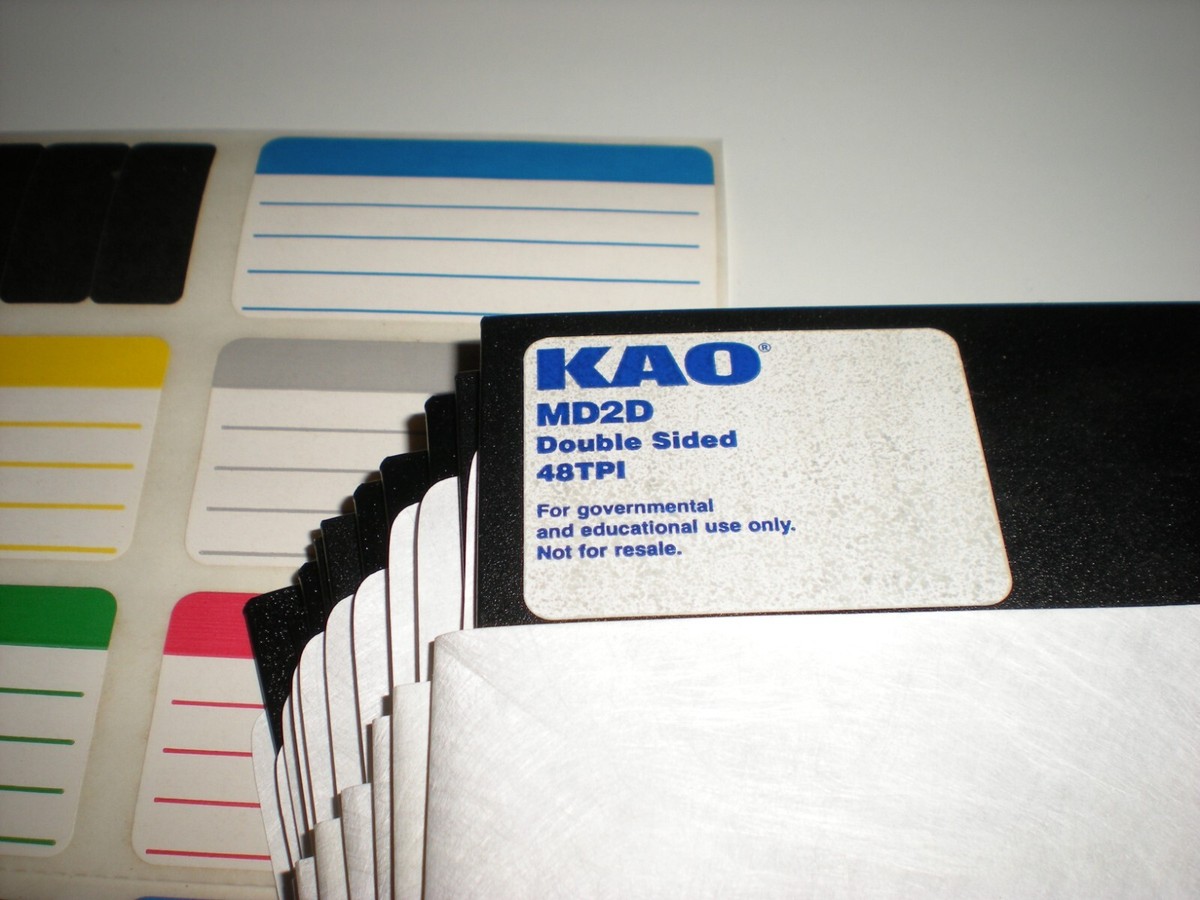 KAO®
MD2D
Double Sided
48TPI
For governmental
and educational use only.
Not for resale.